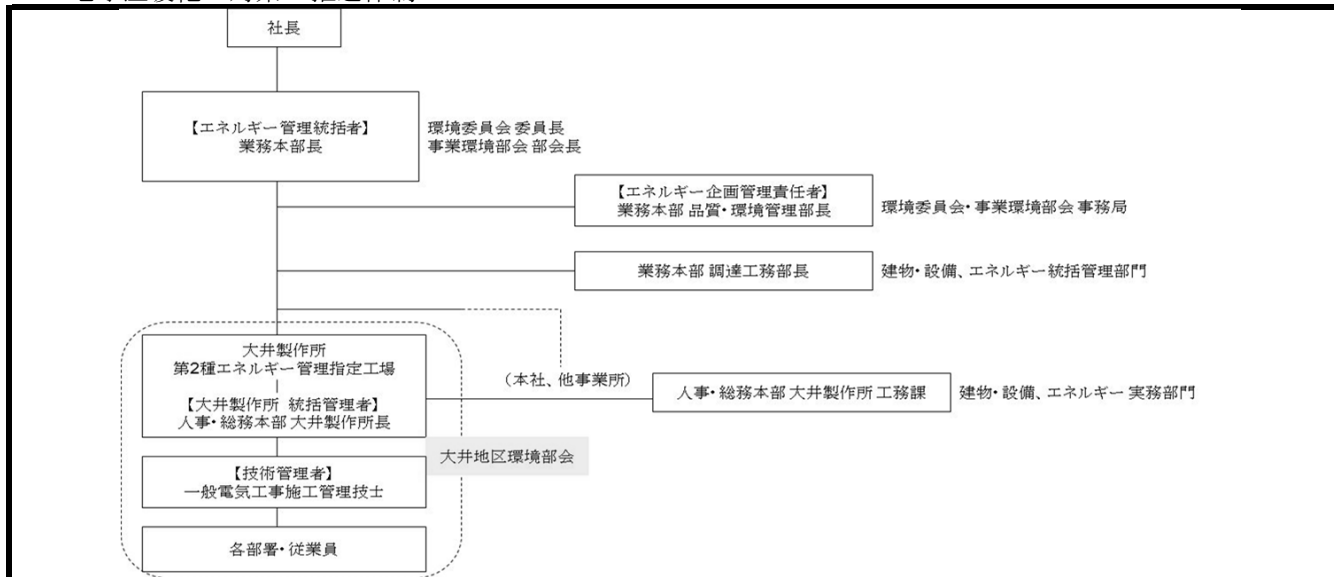 社長
【エネルギー管理統括者】
業務本部長
環境委員会 委員長
事業環境部会 部会長
【エネルギー企画管理責任者】
業務本部 品質・環境管理部長
環境委員会・事業環境部会 事務局
業務本部 調達工務部長
建物・設備、エネルギー統括管理部門
大井製作所
第2種エネルギー管理指定工場
【大井製作所 統括管理者】
人事・総務本部 大井製作所長
(本社、他事業所)
人事・総務本部 大井製作所 工務課
建物・設備、エネルギー 実務部門
大井地区環境部会
【技術管理者】
一般電気工事施工管理技士
各部署・従業員